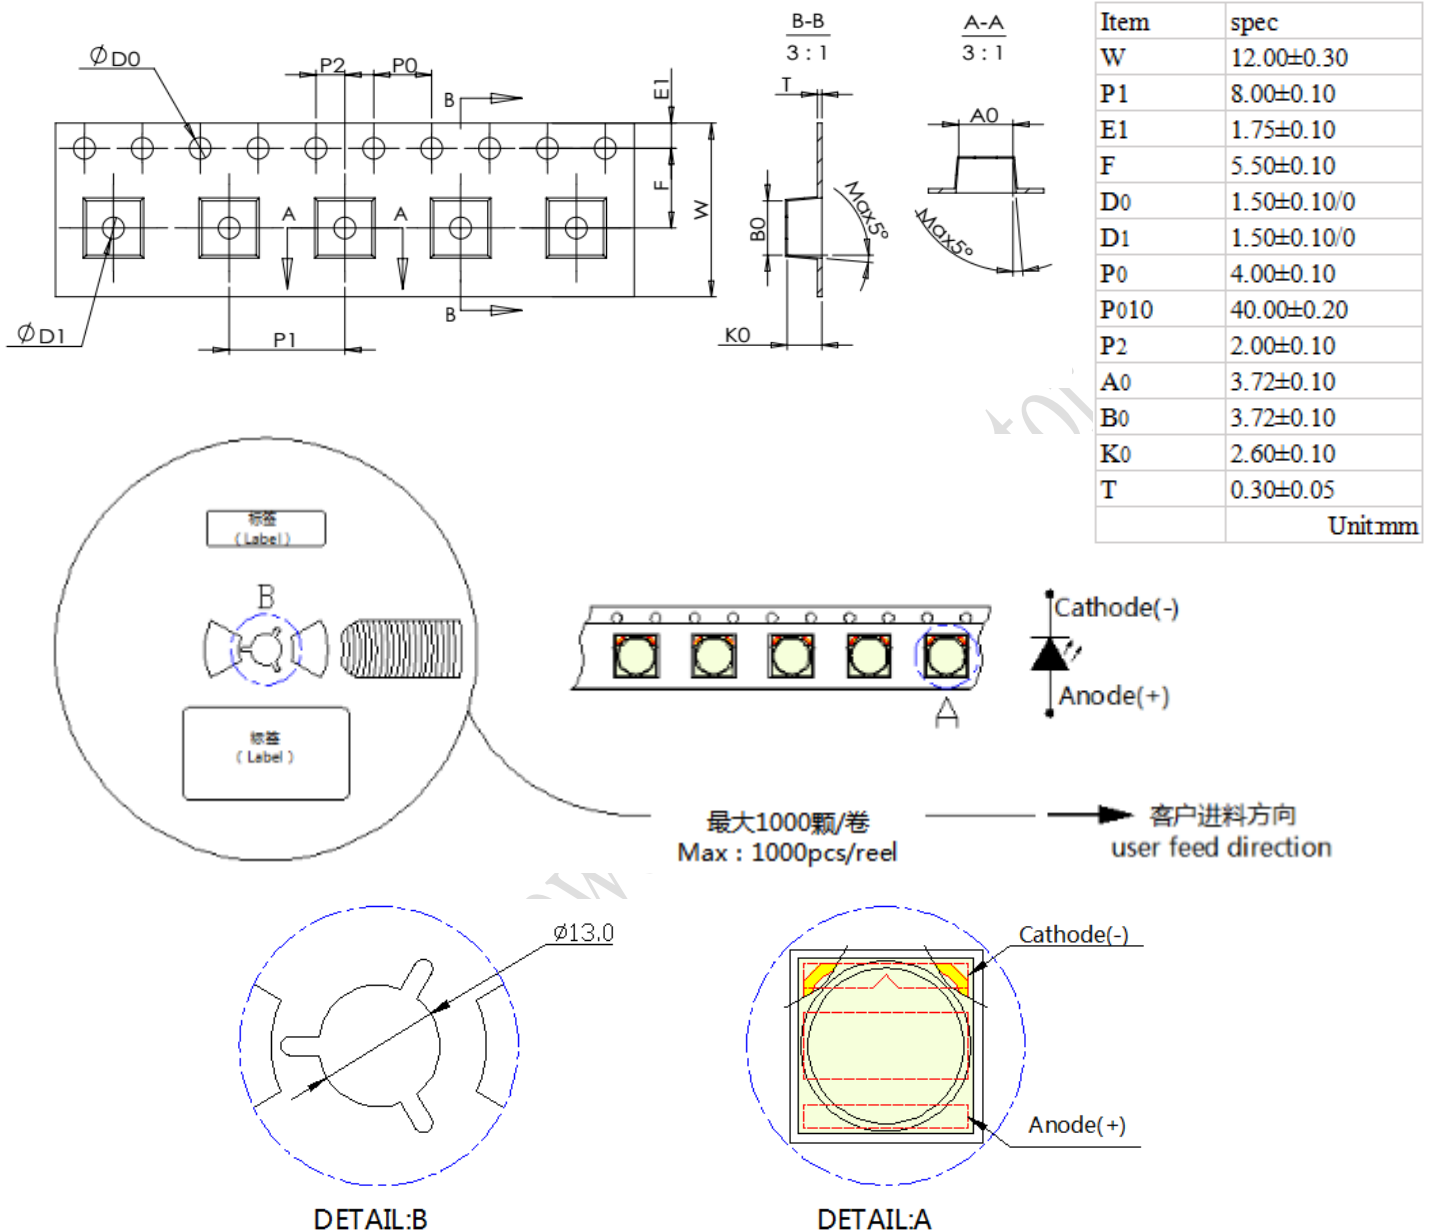 B-B
3 : 1
A-A
3 : 1
ØD0
P2
P0
B
E1
T
A0
F
W
A
A
B0
Max5°
Max5°
B
ØD1
P1
K0
Item spec
W 12.00±0.30
P1 8.00±0.10
E1 1.75±0.10
F 5.50±0.10
D0 1.50±0.10/0
D1 1.50±0.10/0
P0 4.00±0.10
P010 40.00±0.20
P2 2.00±0.10
A0 3.72±0.10
B0 3.72±0.10
K0 2.60±0.10
T 0.30±0.05
Unit:mm
标签
(Label)
B
标签
(Label)
A
Cathode(-)
Anode(+)
最大1000颗/卷
Max : 1000pcs/reel
客户进料方向
user feed direction
ø13.0
DETAIL:B
Cathode(-)
Anode(+)
DETAIL:A